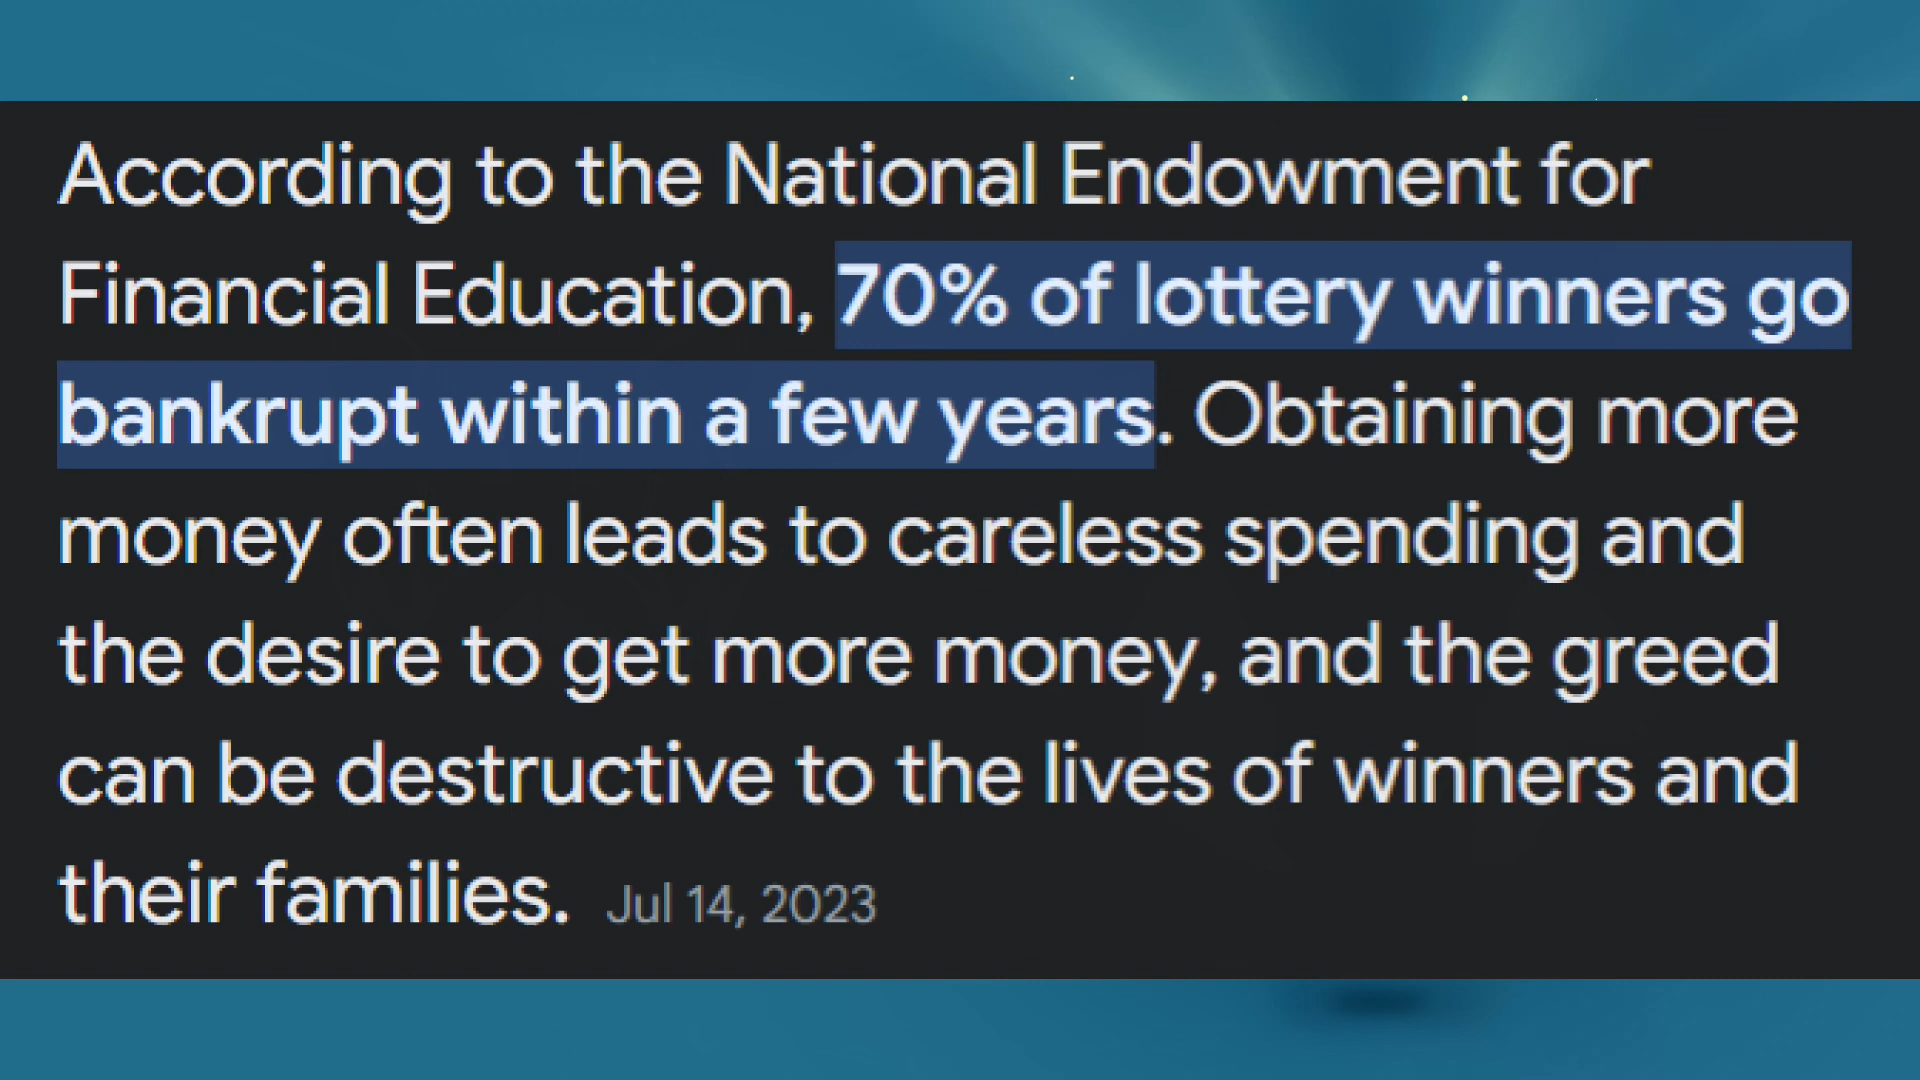 According to the National Endowment for
Financial Education, 70% of lottery winners go
bankrupt within a few years. Obtaining more
money often leads to careless spending and
the desire to get more money, and the greed
can be destructive to the lives of winners and
their families. Jul 14, 2023